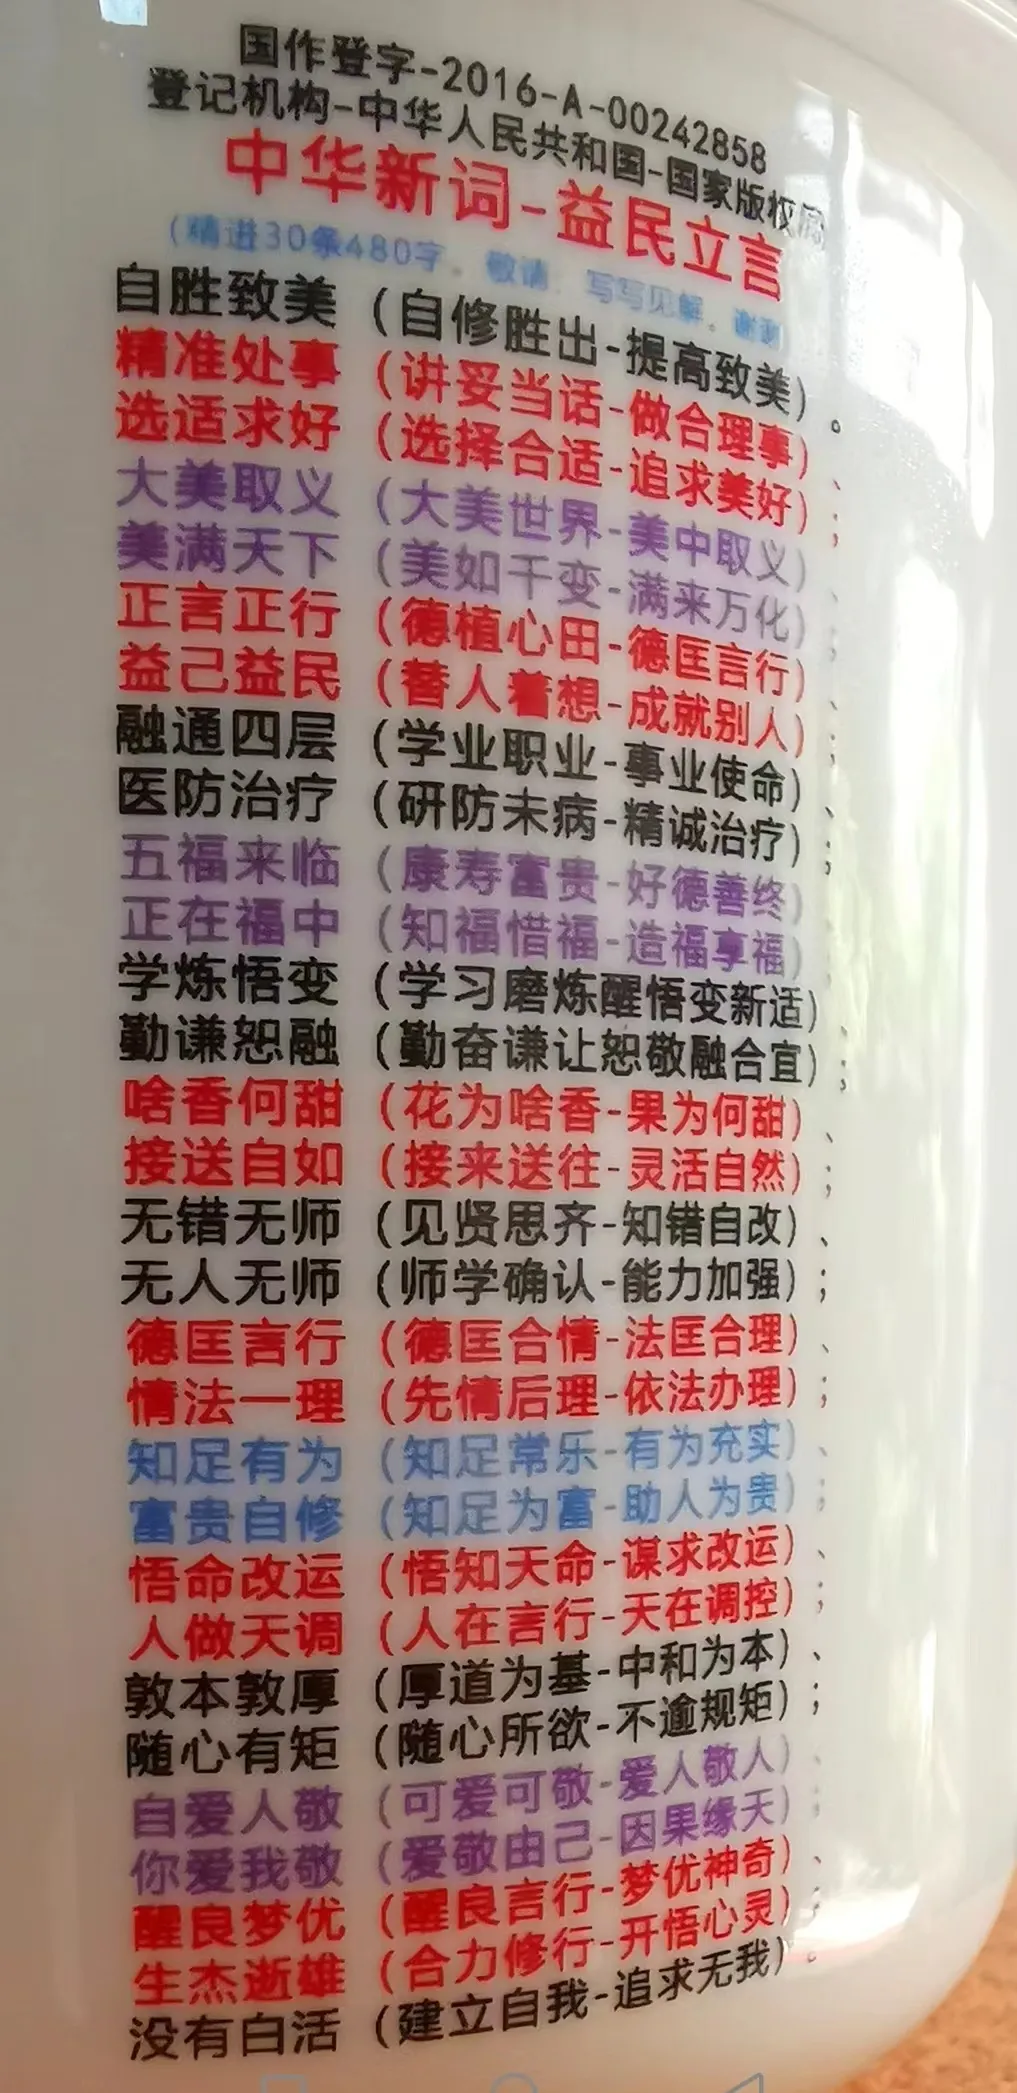 国作登字-2016-A-00242858
登记机构-中华人民共和国-国家版权局
中华新词-益民立言
(精进30条480字。敬请.写写见解。谢谢
自胜致美(自修胜出-提高致美)。
精准处事(讲妥当话-做合理事)、
选适求好(选择合适-追求美好);
大美取义(大美世界-美中取义)、
美满天下(美如千变-满来万化);
正言正行(德植心田-德匡言行)、
益己益民(替人着想-成就别人);
融通四层(学业职业-事业使命)、
医防治疗(研防未病-精诚治疗);
五福来临(康寿富贵-好德善终)、
正在福中(知福惜福-造福享福);
学炼悟变(学习磨炼醒悟变新适);
勤谦恕融(勤奋谦让恕敬融合宜);
啥香何甜(花为啥香-果为何甜)、
接送自如(接来送往-灵活自然);
无错无师(见贤思齐-知错自改)、
无人无师(师学确认-能力加强);
德匡言行(德匡合情-法匡合理)、
情法一理(先情后理-依法办理);
知足有为(知足常乐-有为充实)、
富贵自修(知足为富-助人为贵);
悟命改运(悟知天命-谋求改运)、
人做天调(人在言行-天在调控);
敦本敦厚(厚道为基-中和为本)、
随心有矩(随心所欲-不逾规矩);
自爱人敬(可爱可敬-爱人敬人)、
你爱我敬(爱敬由己-因果缘天);
醒良梦优(醒良言行-梦优神奇)、
生杰逝雄(合力修行-开悟心灵);
没有白活(建立自我-追求无我)。